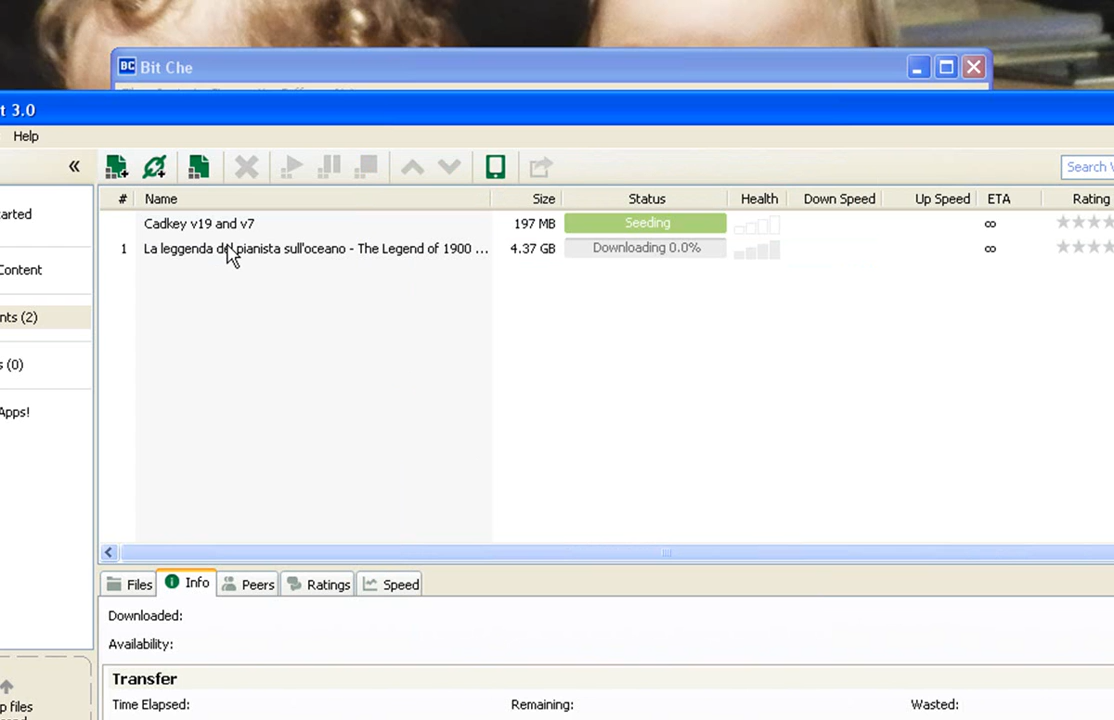 BC Bit Che
t 3.0
Help
Search
# Name Size Status Health Down Speed Up Speed ETA Rating
Cadkey v19 and v7 197 MB Seeding ∞
1 La leggenda del pianista sull'oceano - The Legend of 1900 ... 4.37 GB Downloading 0.0% ∞
arted
Content
nts (2)
s (0)
Apps!
Files Info Peers Ratings Speed
Downloaded:
Availability:
Transfer
Time Elapsed: Remaining: Wasted:
p files